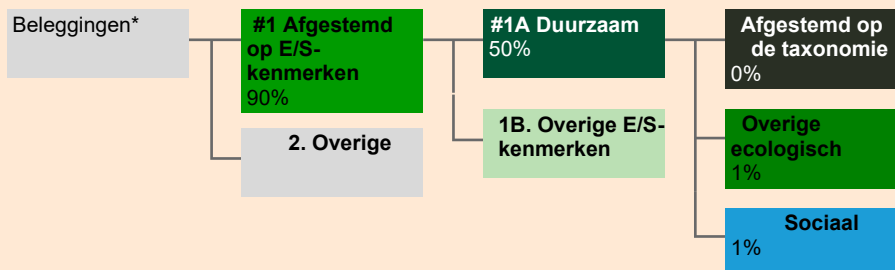 Beleggingen*
#1 Afgestemd
op E/S-
kenmerken
90%
2. Overige
#1A Duurzaam
50%
1B. Overige E/S-
kenmerken
Afgestemd op
de taxonomie
0%
Overige
ecologisch
1%
Sociaal
1%